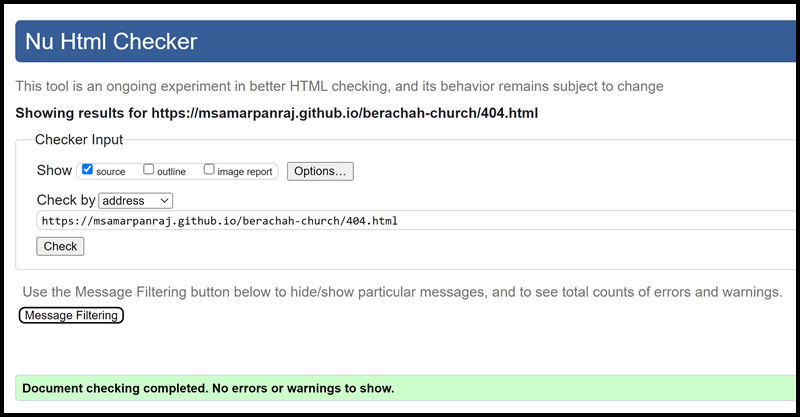 Nu Html Checker
This tool is an ongoing experiment in better HTML checking, and its behavior remains subject to change
Showing results for https://msamarpanraj.github.io/berachah-church/404.html
Checker Input
Show source outline image report Options...
Check by address
https://msamarpanraj.github.io/berachah-church/404.html
Check
Use the Message Filtering button below to hide/show particular messages, and to see total counts of errors and warnings.
Message Filtering
Document checking completed. No errors or warnings to show.